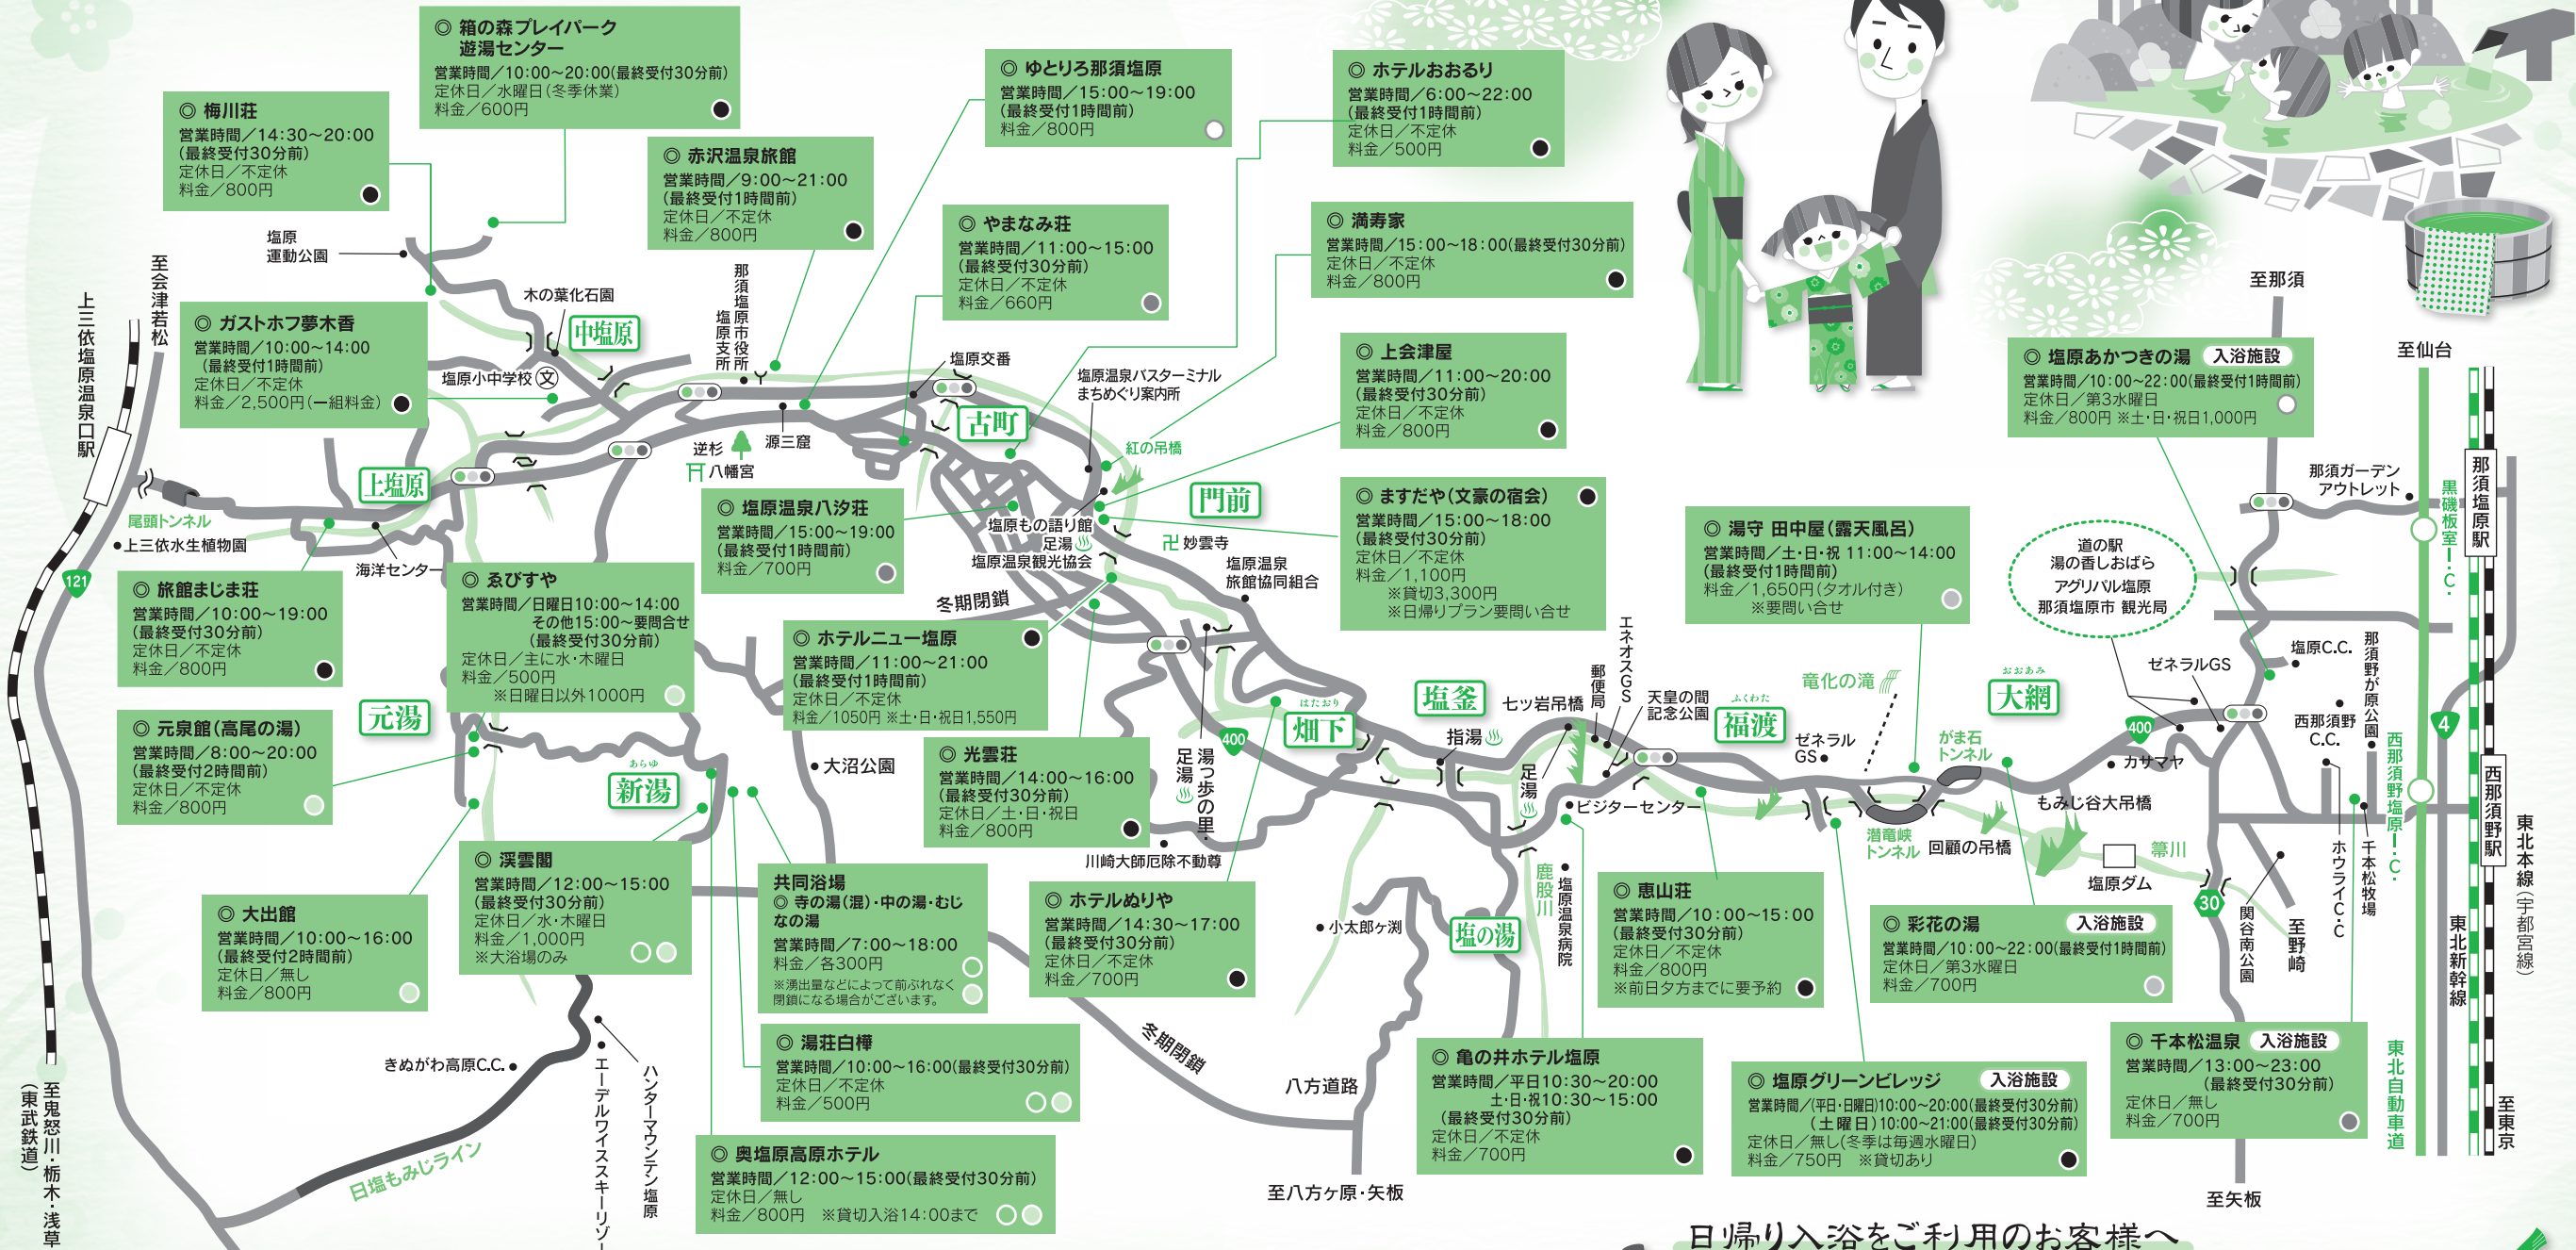 ◎ 箱の森プレイパーク
遊湯センター
営業時間／10:00〜20:00(最終受付30分前)
定休日／水曜日(冬季休業)
料金／600円
◎ 梅川荘
営業時間／14:30〜20:00
(最終受付30分前)
定休日／不定休
料金／800円
◎ 赤沢温泉旅館
営業時間／9:00〜21:00
(最終受付1時間前)
定休日／不定休
料金／800円
◎ ゆとりろ那須塩原
営業時間／15:00〜19:00
(最終受付1時間前)
料金／800円
◎ ホテルおおるり
営業時間／6:00〜22:00
(最終受付1時間前)
定休日／不定休
料金／500円
◎ やまなみ荘
営業時間／11:00〜15:00
(最終受付30分前)
定休日／不定休
料金／660円
◎ 満寿家
営業時間／15:00〜18:00(最終受付30分前)
定休日／不定休
料金／800円
◎ ガストホフ夢木香
営業時間／10:00〜14:00
(最終受付1時間前)
定休日／不定休
料金／2,500円(一組料金)
◎ 上会津屋
営業時間／11:00〜20:00
(最終受付30分前)
定休日／不定休
料金／800円
◎ 塩原あかつきの湯 入浴施設
営業時間／10:00〜22:00(最終受付1時間前)
定休日／第3水曜日
料金／800円 ※土・日・祝日1,000円
◎ 塩原温泉八汐荘
営業時間／15:00〜19:00
(最終受付1時間前)
料金／700円
◎ ますだや(文豪の宿会)
営業時間／15:00〜18:00
(最終受付30分前)
定休日／不定休
料金／1,100円
※貸切3,300円
※日帰りプラン要問い合せ
◎ 湯守 田中屋(露天風呂)
営業時間／土・日・祝 11:00〜14:00
(最終受付1時間前)
料金／1,650円(タオル付き)
※要問い合せ
◎ 旅館まじま荘
営業時間／10:00〜19:00
(最終受付30分前)
定休日／不定休
料金／800円
◎ ゑびすや
営業時間／日曜日10:00〜14:00
その他15:00〜要問合せ
(最終受付30分前)
定休日／主に水・木曜日
料金／500円
※日曜日以外1000円
◎ ホテルニュー塩原
営業時間／11:00〜21:00
(最終受付1時間前)
定休日／不定休
料金／1050円 ※土・日・祝日1,550円
◎ 元泉館(高尾の湯)
営業時間／8:00〜20:00
(最終受付2時間前)
定休日／不定休
料金／800円
◎ 光雲荘
営業時間／14:00〜16:00
(最終受付30分前)
定休日／土・日・祝日
料金／800円
◎ 渓雲閣
営業時間／12:00〜15:00
(最終受付30分前)
定休日／水・木曜日
料金／1,000円
※大浴場のみ
◎ 大出館
営業時間／10:00〜16:00
(最終受付2時間前)
定休日／無し
料金／800円
共同浴場
◎ 寺の湯(混)・中の湯・むじ
なの湯
営業時間／7:00〜18:00
料金／各300円
※湧出量などによって前ぶれなく
閉鎖になる場合がございます。
◎ ホテルぬりや
営業時間／14:30〜17:00
(最終受付30分前)
定休日／不定休
料金／700円
◎ 恵山荘
営業時間／10:00〜15:00
(最終受付30分前)
定休日／不定休
料金／800円
※前日夕方までに要予約
◎ 彩花の湯 入浴施設
営業時間／10:00〜22:00(最終受付1時間前)
定休日／第3水曜日
料金／700円
◎ 湯荘白樺
営業時間／10:00〜16:00(最終受付30分前)
定休日／不定休
料金／500円
◎ 奥塩原高原ホテル
営業時間／12:00〜15:00(最終受付30分前)
定休日／無し
料金／800円 ※貸切入浴14:00まで
◎ 亀の井ホテル塩原
営業時間／平日10:30〜20:00
土・日・祝10:30〜15:00
(最終受付30分前)
定休日／不定休
料金／700円
◎ 塩原グリーンビレッジ 入浴施設
営業時間／(平日・日曜日)10:00〜20:00(最終受付30分前)
(土曜日)10:00〜21:00(最終受付30分前)
定休日／無し(冬季は毎週水曜日)
料金／750円 ※貸切あり
◎ 千本松温泉 入浴施設
営業時間／13:00〜23:00
(最終受付30分前)
定休日／無し
料金／700円
塩原
運動公園
至会津若松
上三依塩原温泉口駅
木の葉化石園
中塩原
塩原小中学校 文
那須塩原市役所
塩原支所
塩原交番
塩原温泉バスターミナル
まちめぐり案内所
古町
逆杉
八幡宮
源三窟
紅の吊橋
上塩原
尾頭トンネル
上三依水生植物園
海洋センター
121
門前
塩原もの語り館
足湯
塩原温泉観光協会
卍 妙雲寺
塩原温泉
旅館協同組合
冬期閉鎖
元湯
あらゆ
新湯
大沼公園
400
足湯
湯っ歩の里
川崎大師厄除不動尊
はたおり
畑下
塩釜
指湯
七ツ岩吊橋
足湯
郵便局
エネオスGS
天皇の間
記念公園
ビジターセンター
ふくわた
福渡
ゼネラル
GS
竜化の滝
がま石
トンネル
おおあみ
大網
潜竜峡
トンネル
回顧の吊橋
もみじ谷大吊橋
塩原ダム
箒川
400
カサマヤ
ゼネラルGS
道の駅
湯の香しおばら
アグリパル塩原
那須塩原市 観光局
至那須
至仙台
那須ガーデン
アウトレット
黒磯板室I・C・
那須塩原駅
塩原C.C.
西那須野
C.C.
那須野が原公園
西那須野塩原I・C・
4
西那須野駅
ホウライC・C
千本松牧場
30
関谷南公園
至野崎
至矢板
東北自動車道
東北新幹線
東北本線(宇都宮線)
至東京
塩の湯
鹿股川
塩原温泉病院
小太郎ヶ渕
冬期閉鎖
八方道路
至八方ヶ原・矢板
きぬがわ高原C.C.
日塩もみじライン
エーデルワイススキーリゾー
ハンターマウンテン塩原
至鬼怒川・栃木・浅草
(東武鉄道)
日帰り入浴をご利用のお客様へ